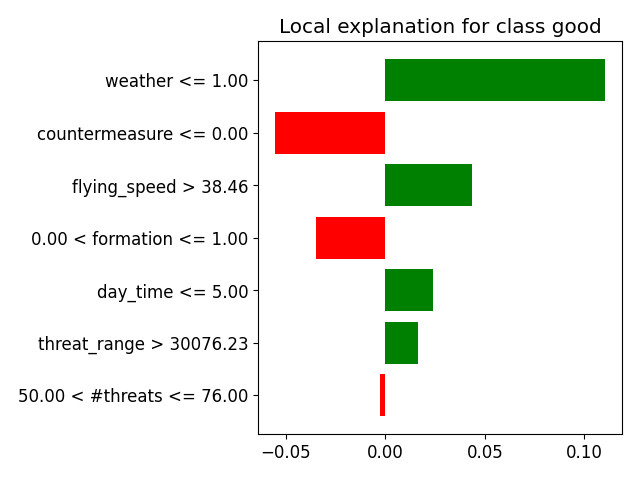 Local explanation for class good
weather <= 1.00
countermeasure <= 0.00
flying_speed > 38.46
0.00 < formation <= 1.00
day_time <= 5.00
threat_range > 30076.23
50.00 < #threats <= 76.00
−0.05 0.00 0.05 0.10